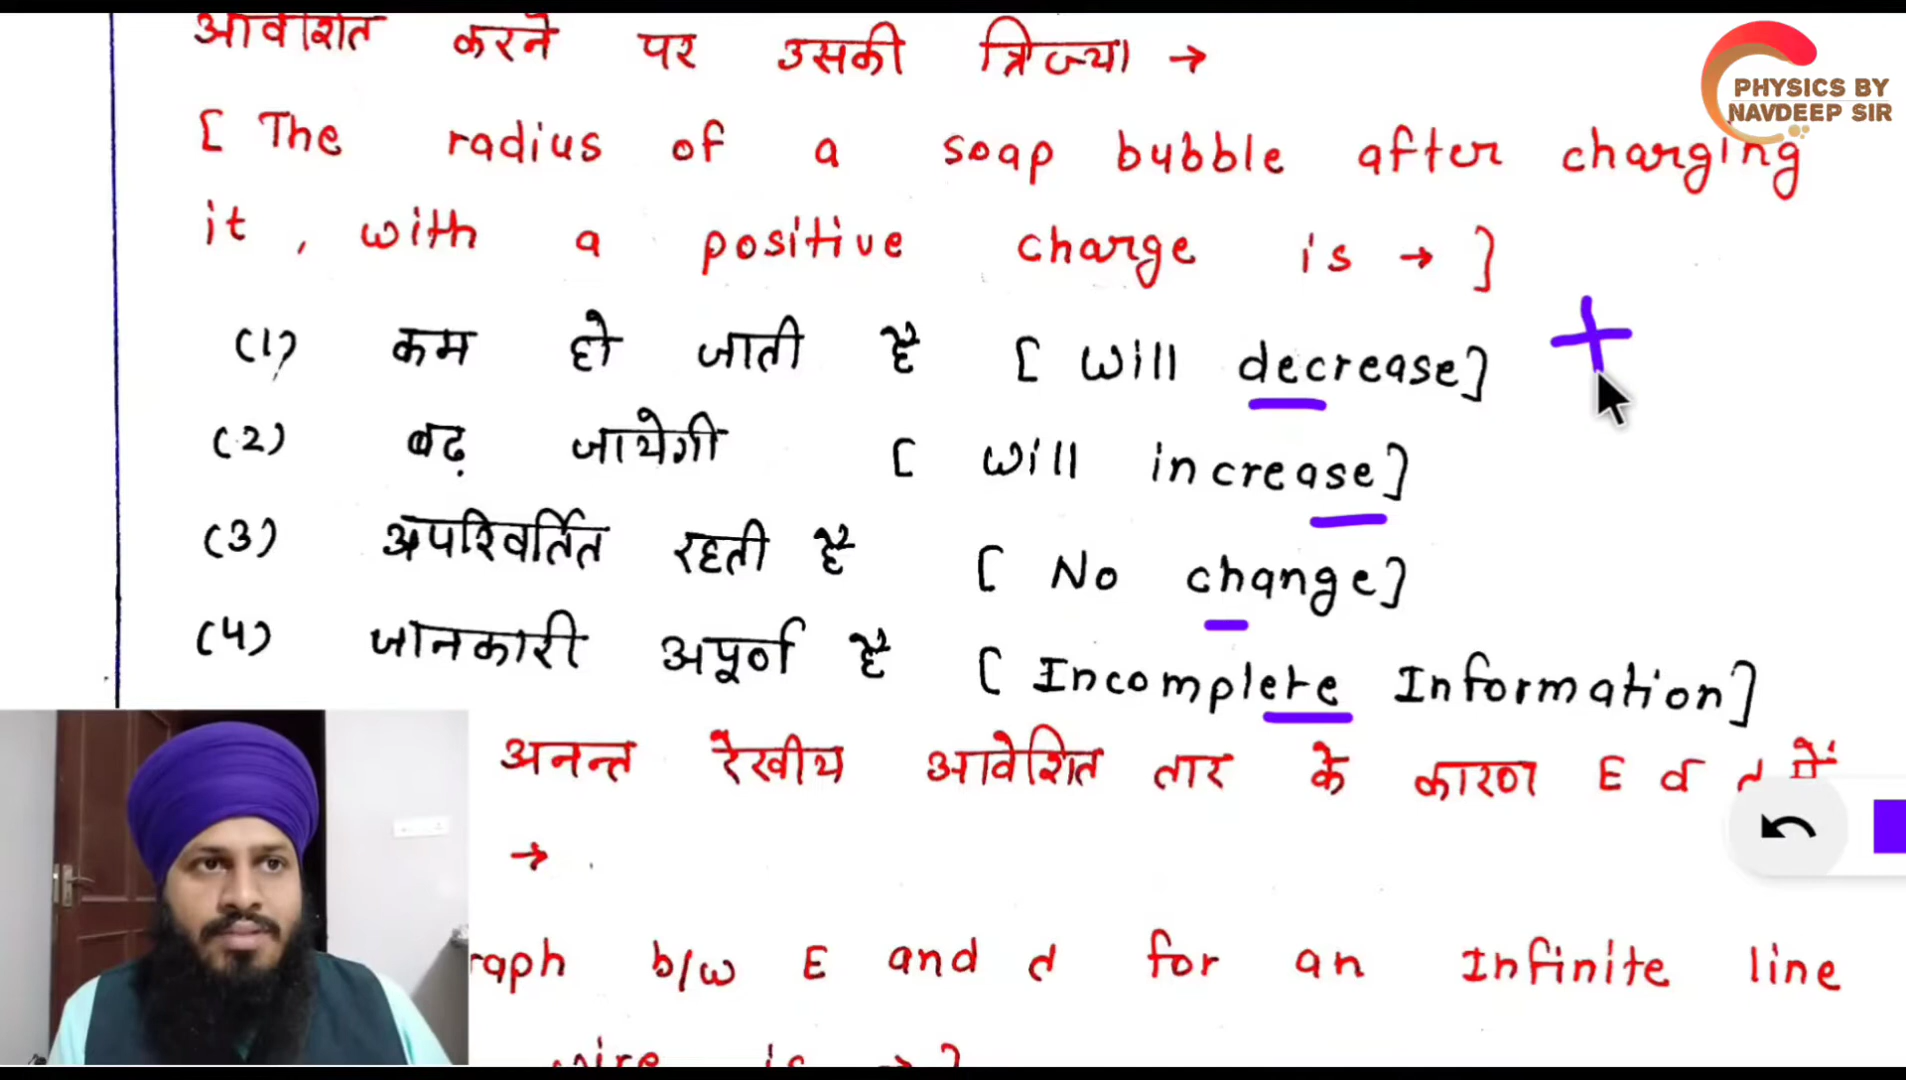 आवेशित करने पर उसकी त्रिज्या →
PHYSICS BY
NAVDEEP SIR
[ The radius of a soap bubble after charging
it , with a positive charge is → ]
(1) कम हो जाती है [ Will decrease]
(2) बढ़ जायेगी [ Will increase]
(3) अपरिवर्तित रहती है [ No change]
(4) जानकारी अपूर्ण है [ Incomplete Information]
अनन्त रेखीय आवेशित तार के कारण E व d में
→
raph b/w E and d for an Infinite line
wire is → ]